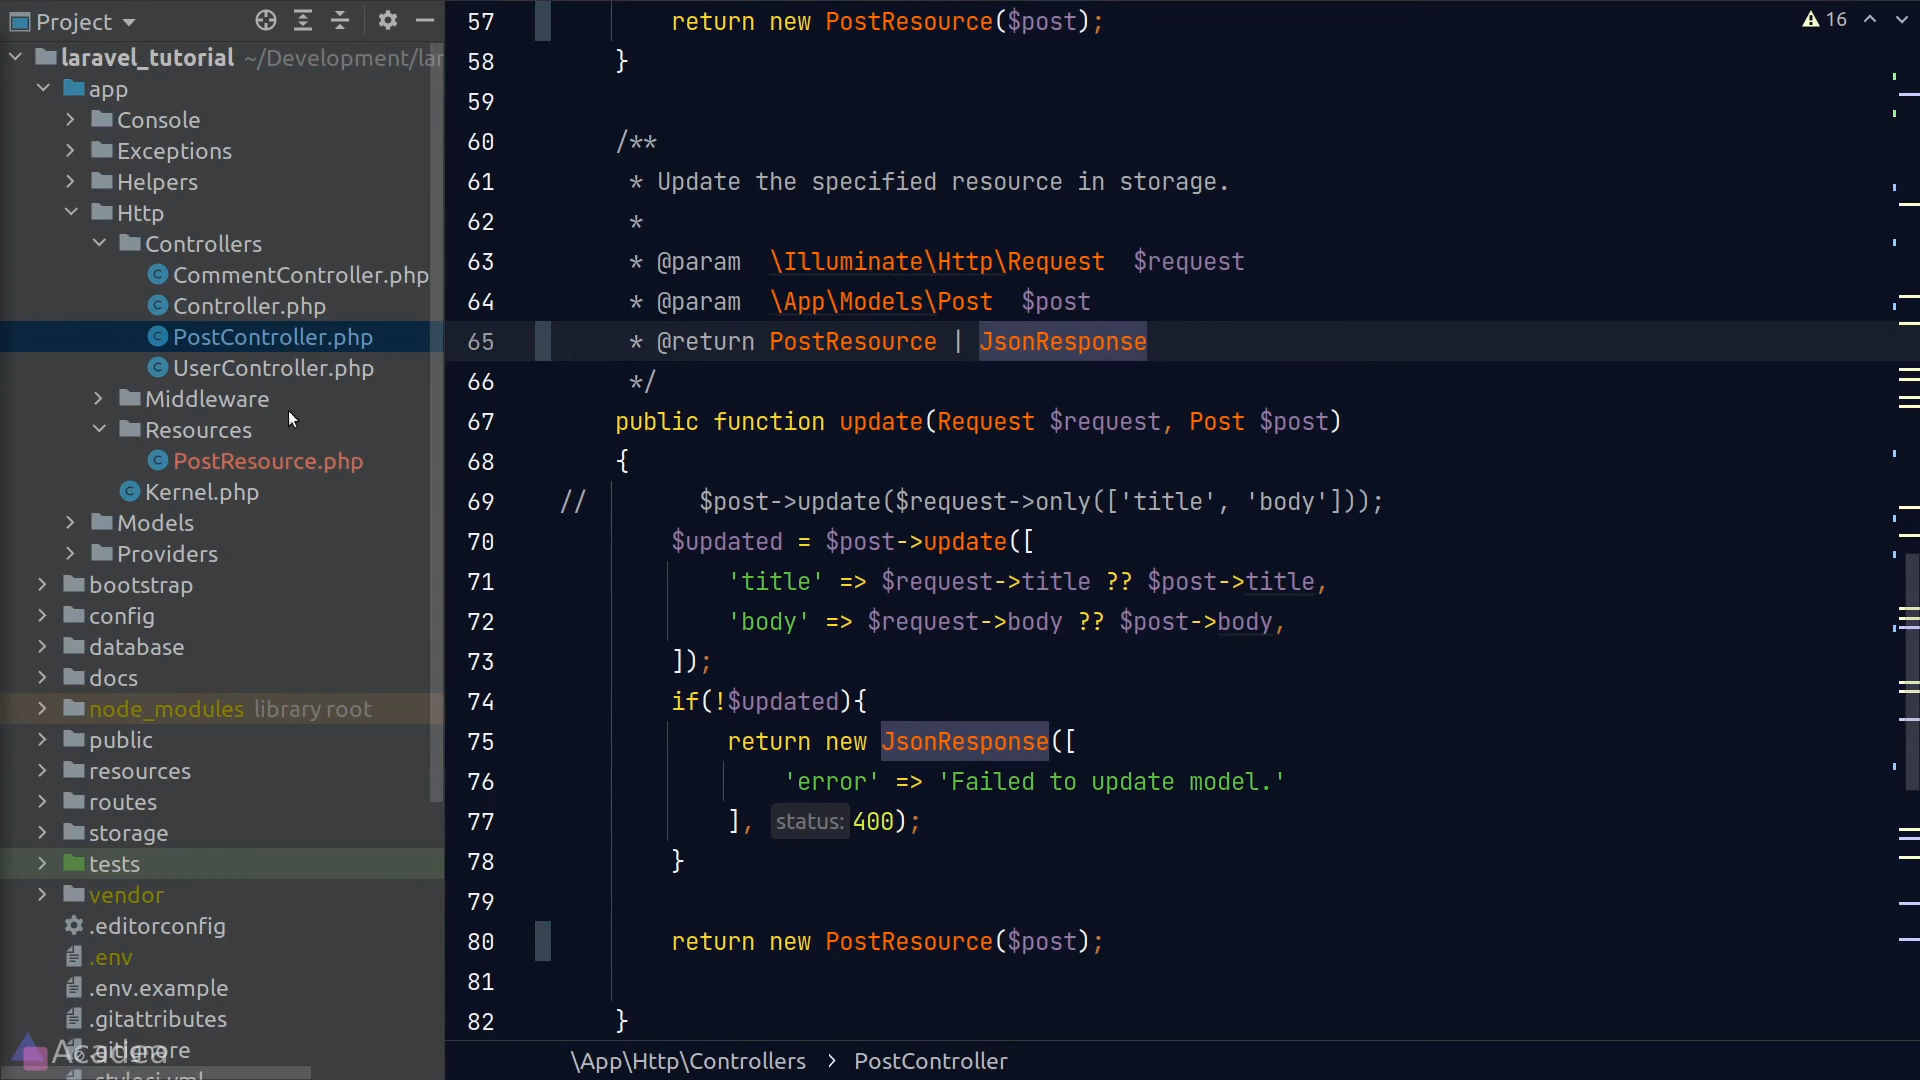 Project
laravel_tutorial ~/Development/lar
app
Console
Exceptions
Helpers
Http
Controllers
CommentController.php
Controller.php
PostController.php
UserController.php
Middleware
Resources
PostResource.php
Kernel.php
Models
Providers
bootstrap
config
database
docs
node_modules library root
public
resources
routes
storage
tests
vendor
.editorconfig
.env
.env.example
.gitattributes
.gitignore
Acadea
.styleci.yml
16
57 return new PostResource($post);
58 }
59
60 /**
61 * Update the specified resource in storage.
62 *
63 * @param \Illuminate\Http\Request $request
64 * @param \App\Models\Post $post
65 * @return PostResource | JsonResponse
66 */
67 public function update(Request $request, Post $post)
68 {
69 // $post->update($request->only(['title', 'body']));
70 $updated = $post->update([
71 'title' => $request->title ?? $post->title,
72 'body' => $request->body ?? $post->body,
73 ]);
74 if(!$updated){
75 return new JsonResponse([
76 'error' => 'Failed to update model.'
77 ], status: 400);
78 }
79
80 return new PostResource($post);
81
82 }
\App\Http\Controllers > PostController